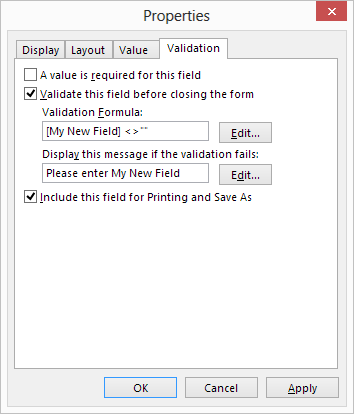 Properties
Display Layout Value Validation
A value is required for this field
Validate this field before closing the form
Validation Formula:
[My New Field] <>"" Edit...
Display this message if the validation fails:
Please enter My New Field Edit...
Include this field for Printing and Save As
OK Cancel Apply